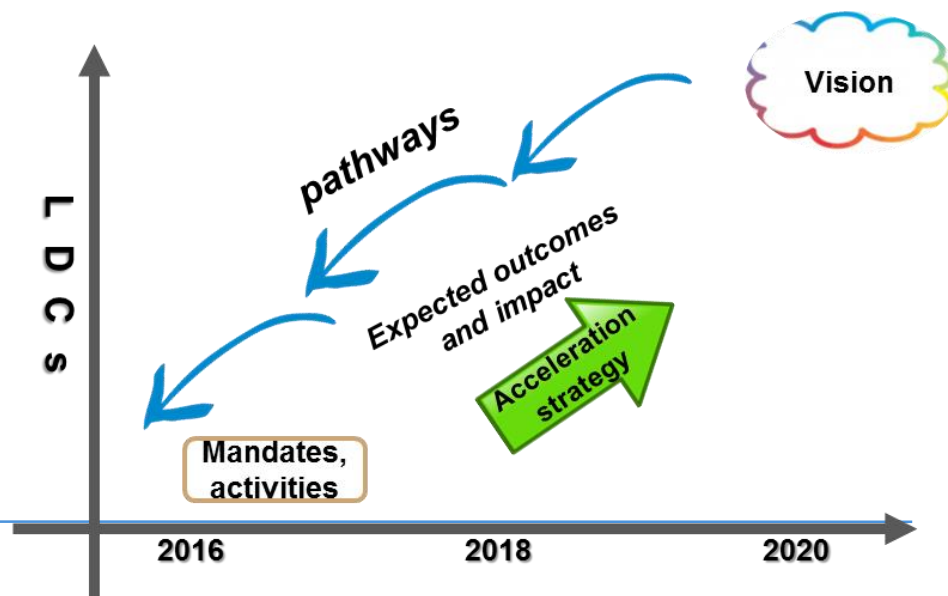 Vision
pathways
L D C s
Expected outcomes
and impact
Acceleration
strategy
Mandates,
activities
2016
2018
2020